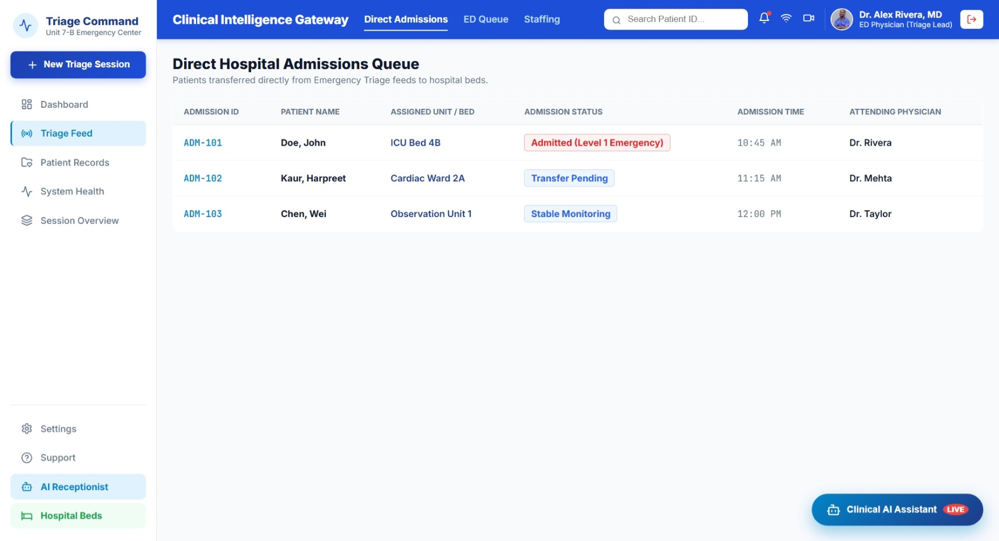 Triage Command
Unit 7-B Emergency Center
New Triage Session
Dashboard
Triage Feed
Patient Records
System Health
Session Overview
Settings
Support
AI Receptionist
Hospital Beds
Clinical Intelligence Gateway
Direct Admissions
ED Queue
Staffing
Search Patient ID...
Dr. Alex Rivera, MD
ED Physician (Triage Lead)
Direct Hospital Admissions Queue
Patients transferred directly from Emergency Triage feeds to hospital beds.
ADMISSION ID PATIENT NAME ASSIGNED UNIT / BED ADMISSION STATUS ADMISSION TIME ATTENDING PHYSICIAN
ADM-101 Doe, John ICU Bed 4B Admitted (Level 1 Emergency) 10:45 AM Dr. Rivera
ADM-102 Kaur, Harpreet Cardiac Ward 2A Transfer Pending 11:15 AM Dr. Mehta
ADM-103 Chen, Wei Observation Unit 1 Stable Monitoring 12:00 PM Dr. Taylor
Clinical AI Assistant LIVE